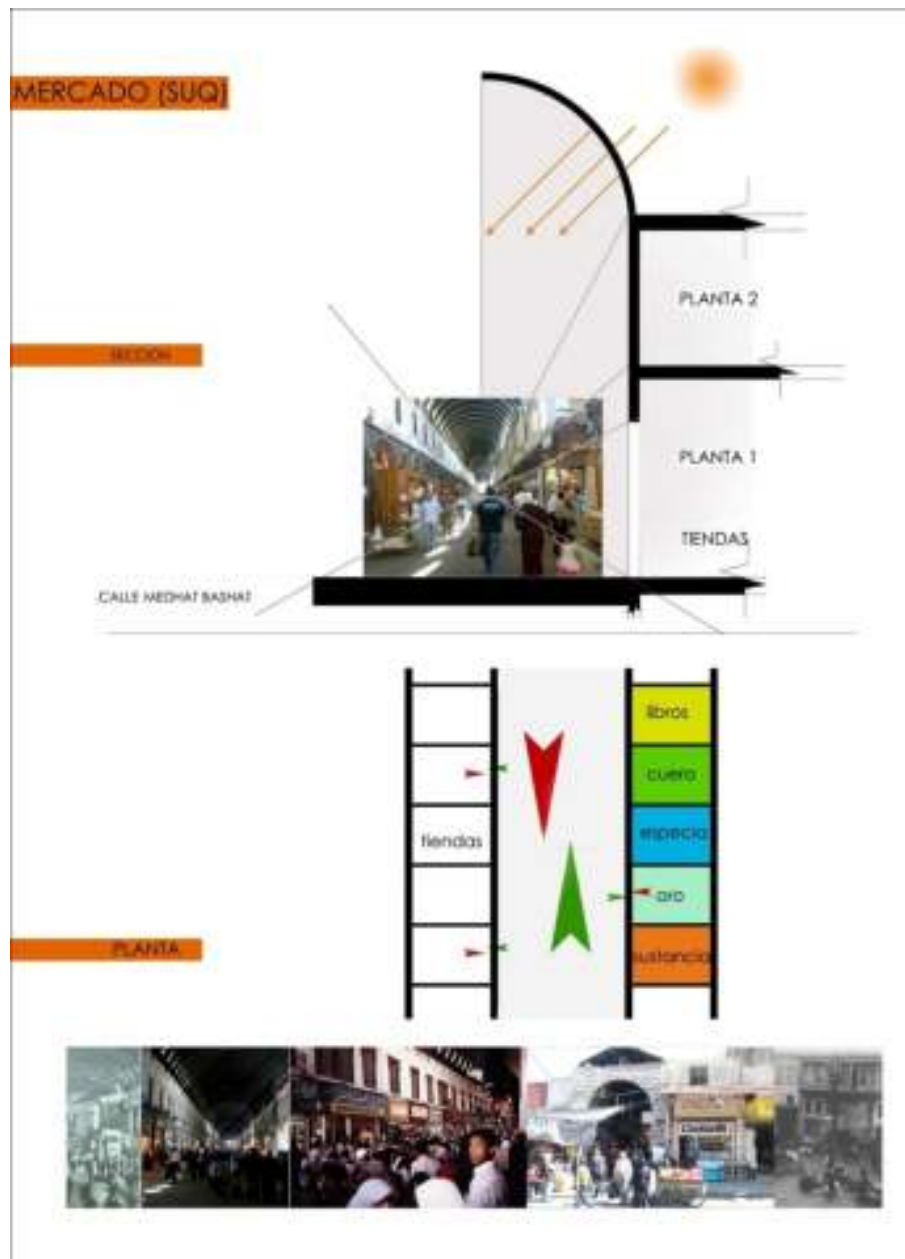 MERCADO (SUQ)
PLANTA 2
SECCIÓN
PLANTA 1
TIENDAS
CALLE MEDHAT BASHAT
libros
cuero
tiendas
especia
oro
PLANTA
sustancia